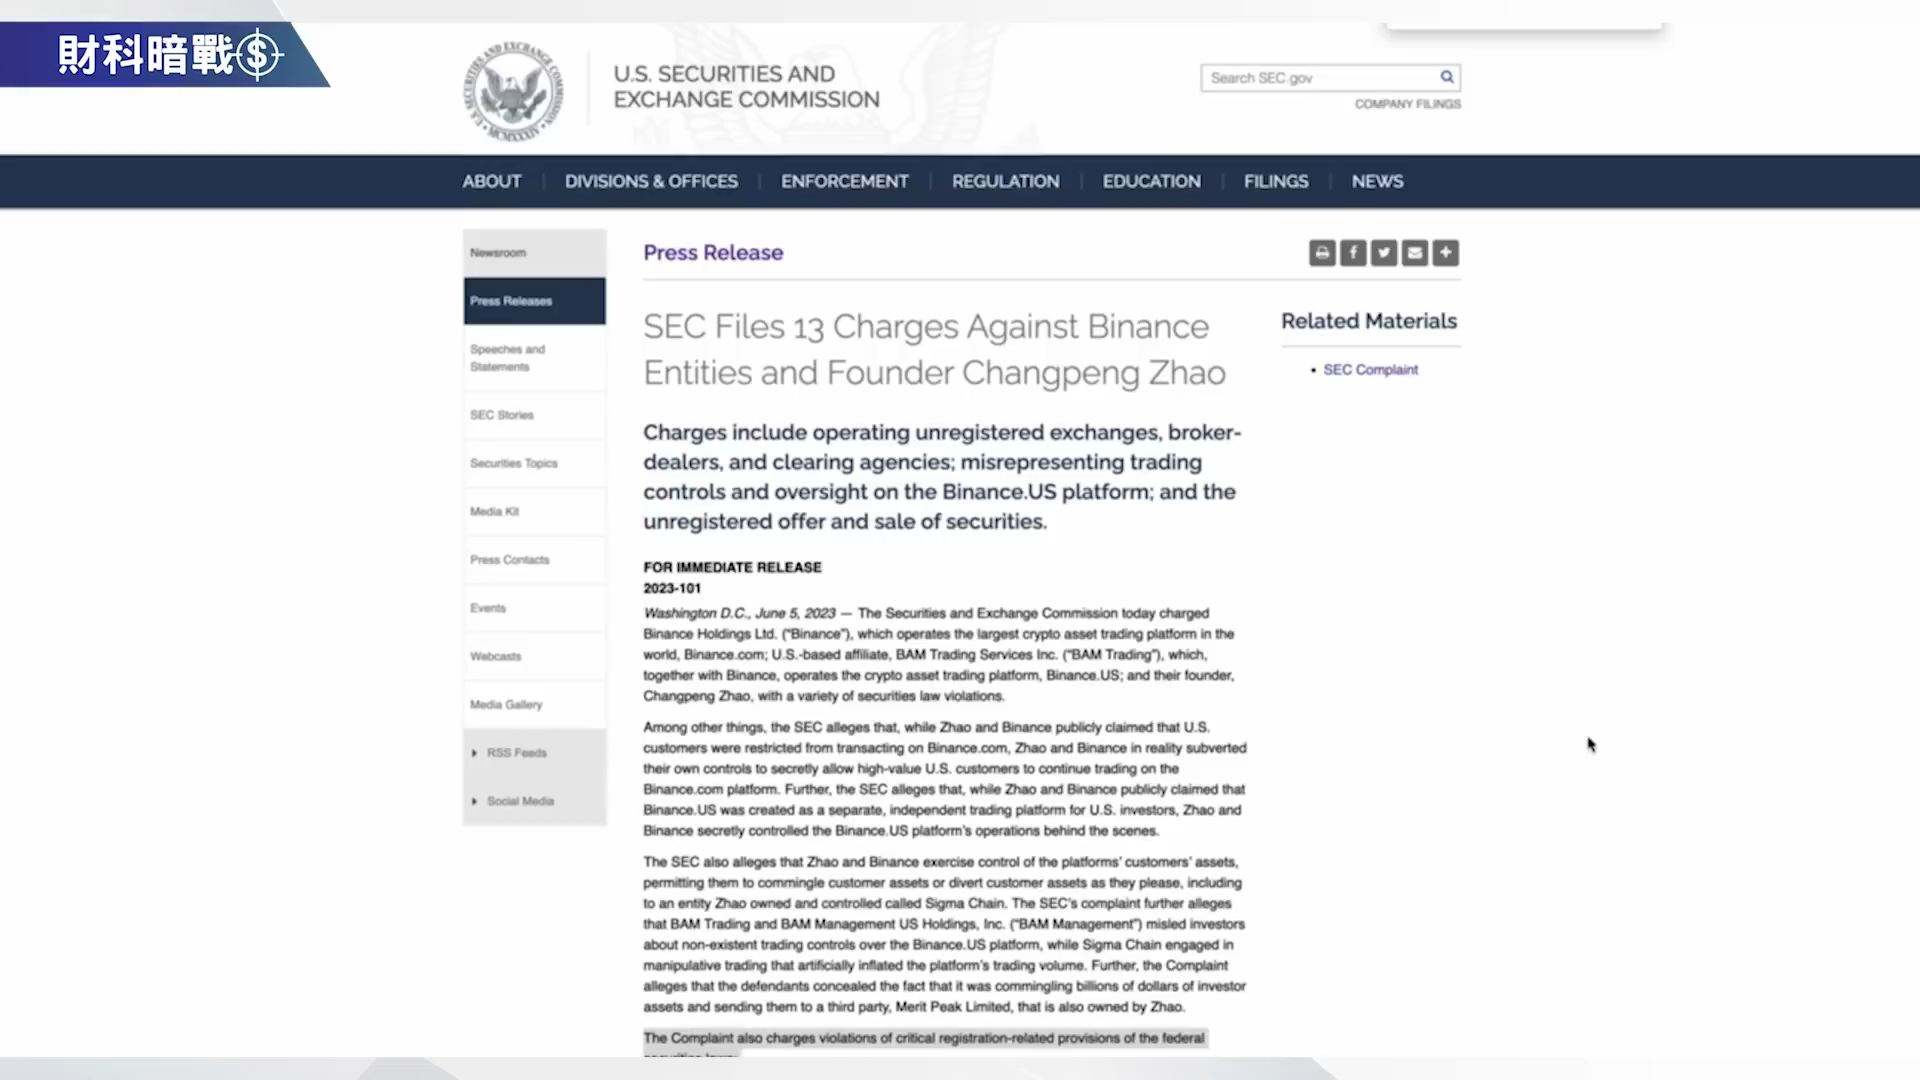 財科暗戰
U.S. SECURITIES AND
EXCHANGE COMMISSION
Search SEC.gov
COMPANY FILINGS
ABOUT
DIVISIONS & OFFICES
ENFORCEMENT
REGULATION
EDUCATION
FILINGS
NEWS
Newsroom
Press Releases
Speeches and
Statements
SEC Stories
Securities Topics
Media Kit
Press Contacts
Events
Webcasts
Media Gallery
RSS Feeds
Social Media
Press Release
SEC Files 13 Charges Against Binance
Entities and Founder Changpeng Zhao
Charges include operating unregistered exchanges, broker-
dealers, and clearing agencies; misrepresenting trading
controls and oversight on the Binance.US platform; and the
unregistered offer and sale of securities.
FOR IMMEDIATE RELEASE
2023-101
Washington D.C., June 5, 2023 — The Securities and Exchange Commission today charged
Binance Holdings Ltd. (“Binance”), which operates the largest crypto asset trading platform in the
world, Binance.com; U.S.-based affiliate, BAM Trading Services Inc. (“BAM Trading”), which,
together with Binance, operates the crypto asset trading platform, Binance.US; and their founder,
Changpeng Zhao, with a variety of securities law violations.
Among other things, the SEC alleges that, while Zhao and Binance publicly claimed that U.S.
customers were restricted from transacting on Binance.com, Zhao and Binance in reality subverted
their own controls to secretly allow high-value U.S. customers to continue trading on the
Binance.com platform. Further, the SEC alleges that, while Zhao and Binance publicly claimed that
Binance.US was created as a separate, independent trading platform for U.S. investors, Zhao and
Binance secretly controlled the Binance.US platform’s operations behind the scenes.
The SEC also alleges that Zhao and Binance exercise control of the platforms’ customers’ assets,
permitting them to commingle customer assets or divert customer assets as they please, including
to an entity Zhao owned and controlled called Sigma Chain. The SEC’s complaint further alleges
that BAM Trading and BAM Management US Holdings, Inc. (“BAM Management”) misled investors
about non-existent trading controls over the Binance.US platform, while Sigma Chain engaged in
manipulative trading that artificially inflated the platform’s trading volume. Further, the Complaint
alleges that the defendants concealed the fact that it was commingling billions of dollars of investor
assets and sending them to a third party, Merit Peak Limited, that is also owned by Zhao.
The Complaint also charges violations of critical registration-related provisions of the federal
Related Materials
• SEC Complaint